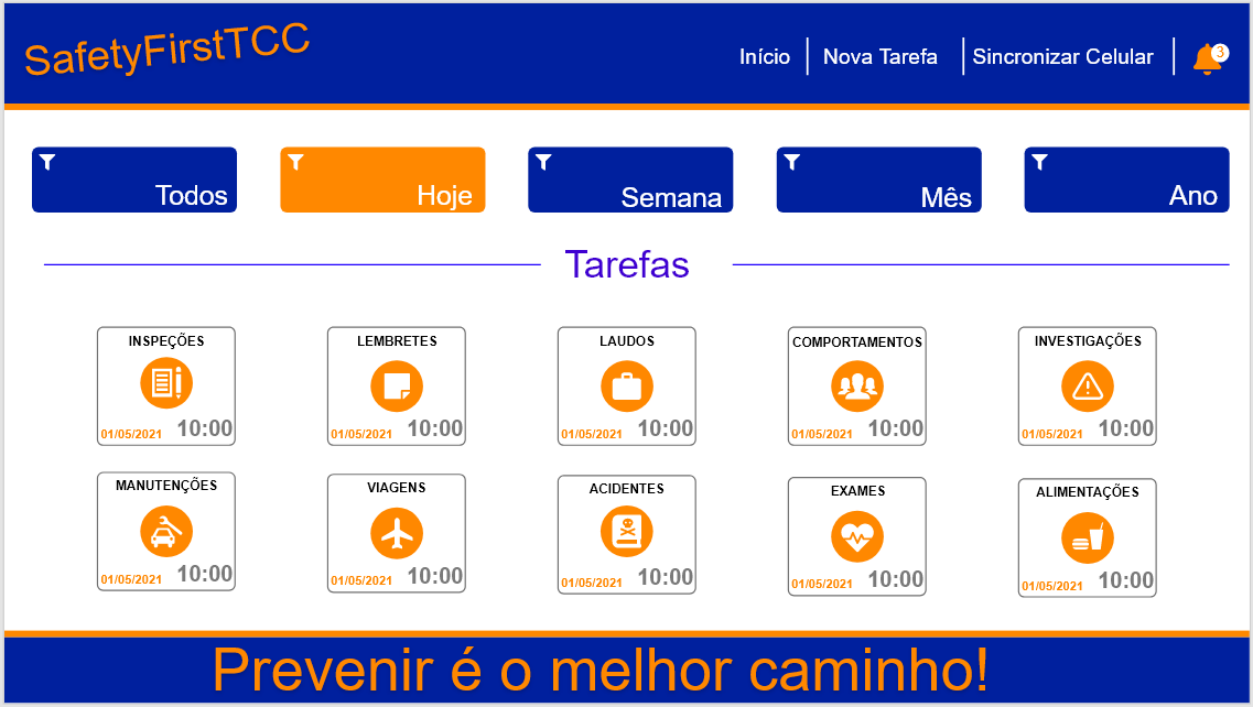 SafetyFirstTCC
Início
Nova Tarefa
Sincronizar Celular
3
Todos
Hoje
Semana
Mês
Ano
Tarefas
INSPEÇÕES
01/05/2021 10:00
LEMBRETES
01/05/2021 10:00
LAUDOS
01/05/2021 10:00
COMPORTAMENTOS
01/05/2021 10:00
INVESTIGAÇÕES
01/05/2021 10:00
MANUTENÇÕES
01/05/2021 10:00
VIAGENS
01/05/2021 10:00
ACIDENTES
01/05/2021 10:00
EXAMES
01/05/2021 10:00
ALIMENTAÇÕES
01/05/2021 10:00
Prevenir é o melhor caminho!